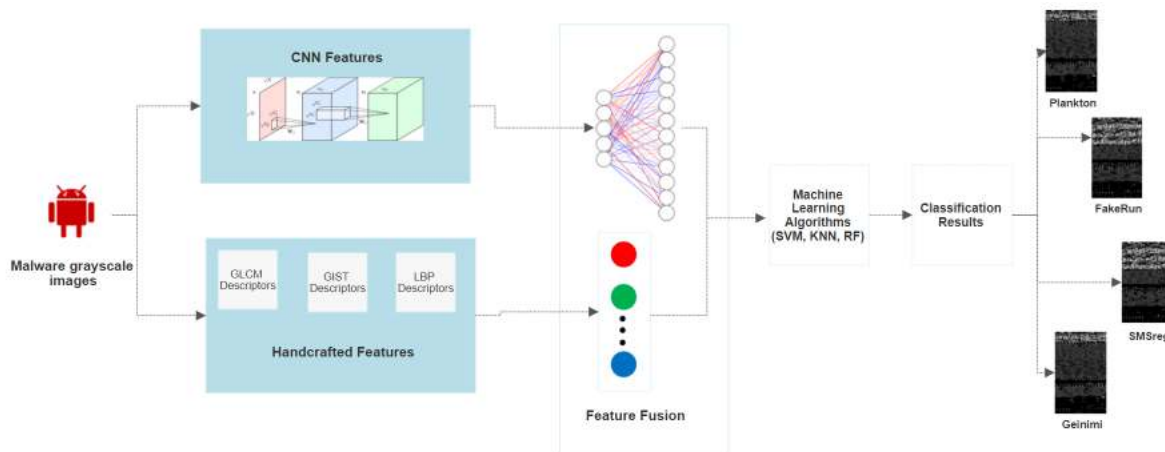 CNN Features
Malware grayscale
images
GLCM
Descriptors
GIST
Descriptors
LBP
Descriptors
Handcrafted Features
Feature Fusion
Machine
Learning
Algorithms
(SVM, KNN, RF)
Classification
Results
Plankton
FakeRun
SMSreg
Geinimi